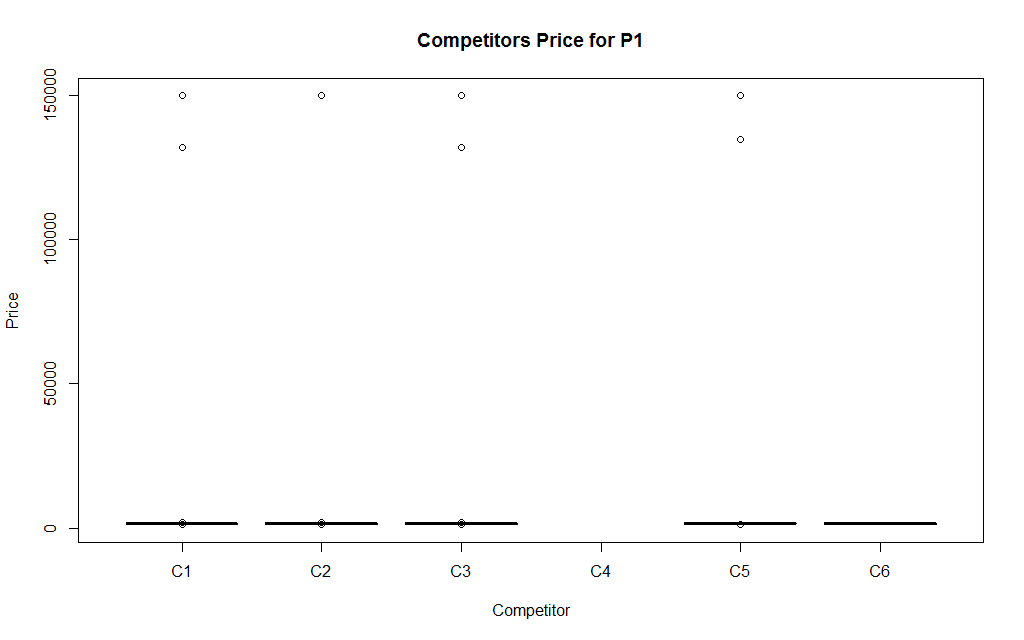 Competitors Price for P1
150000
100000
50000
0
Price
C1 C2 C3 C4 C5 C6
Competitor